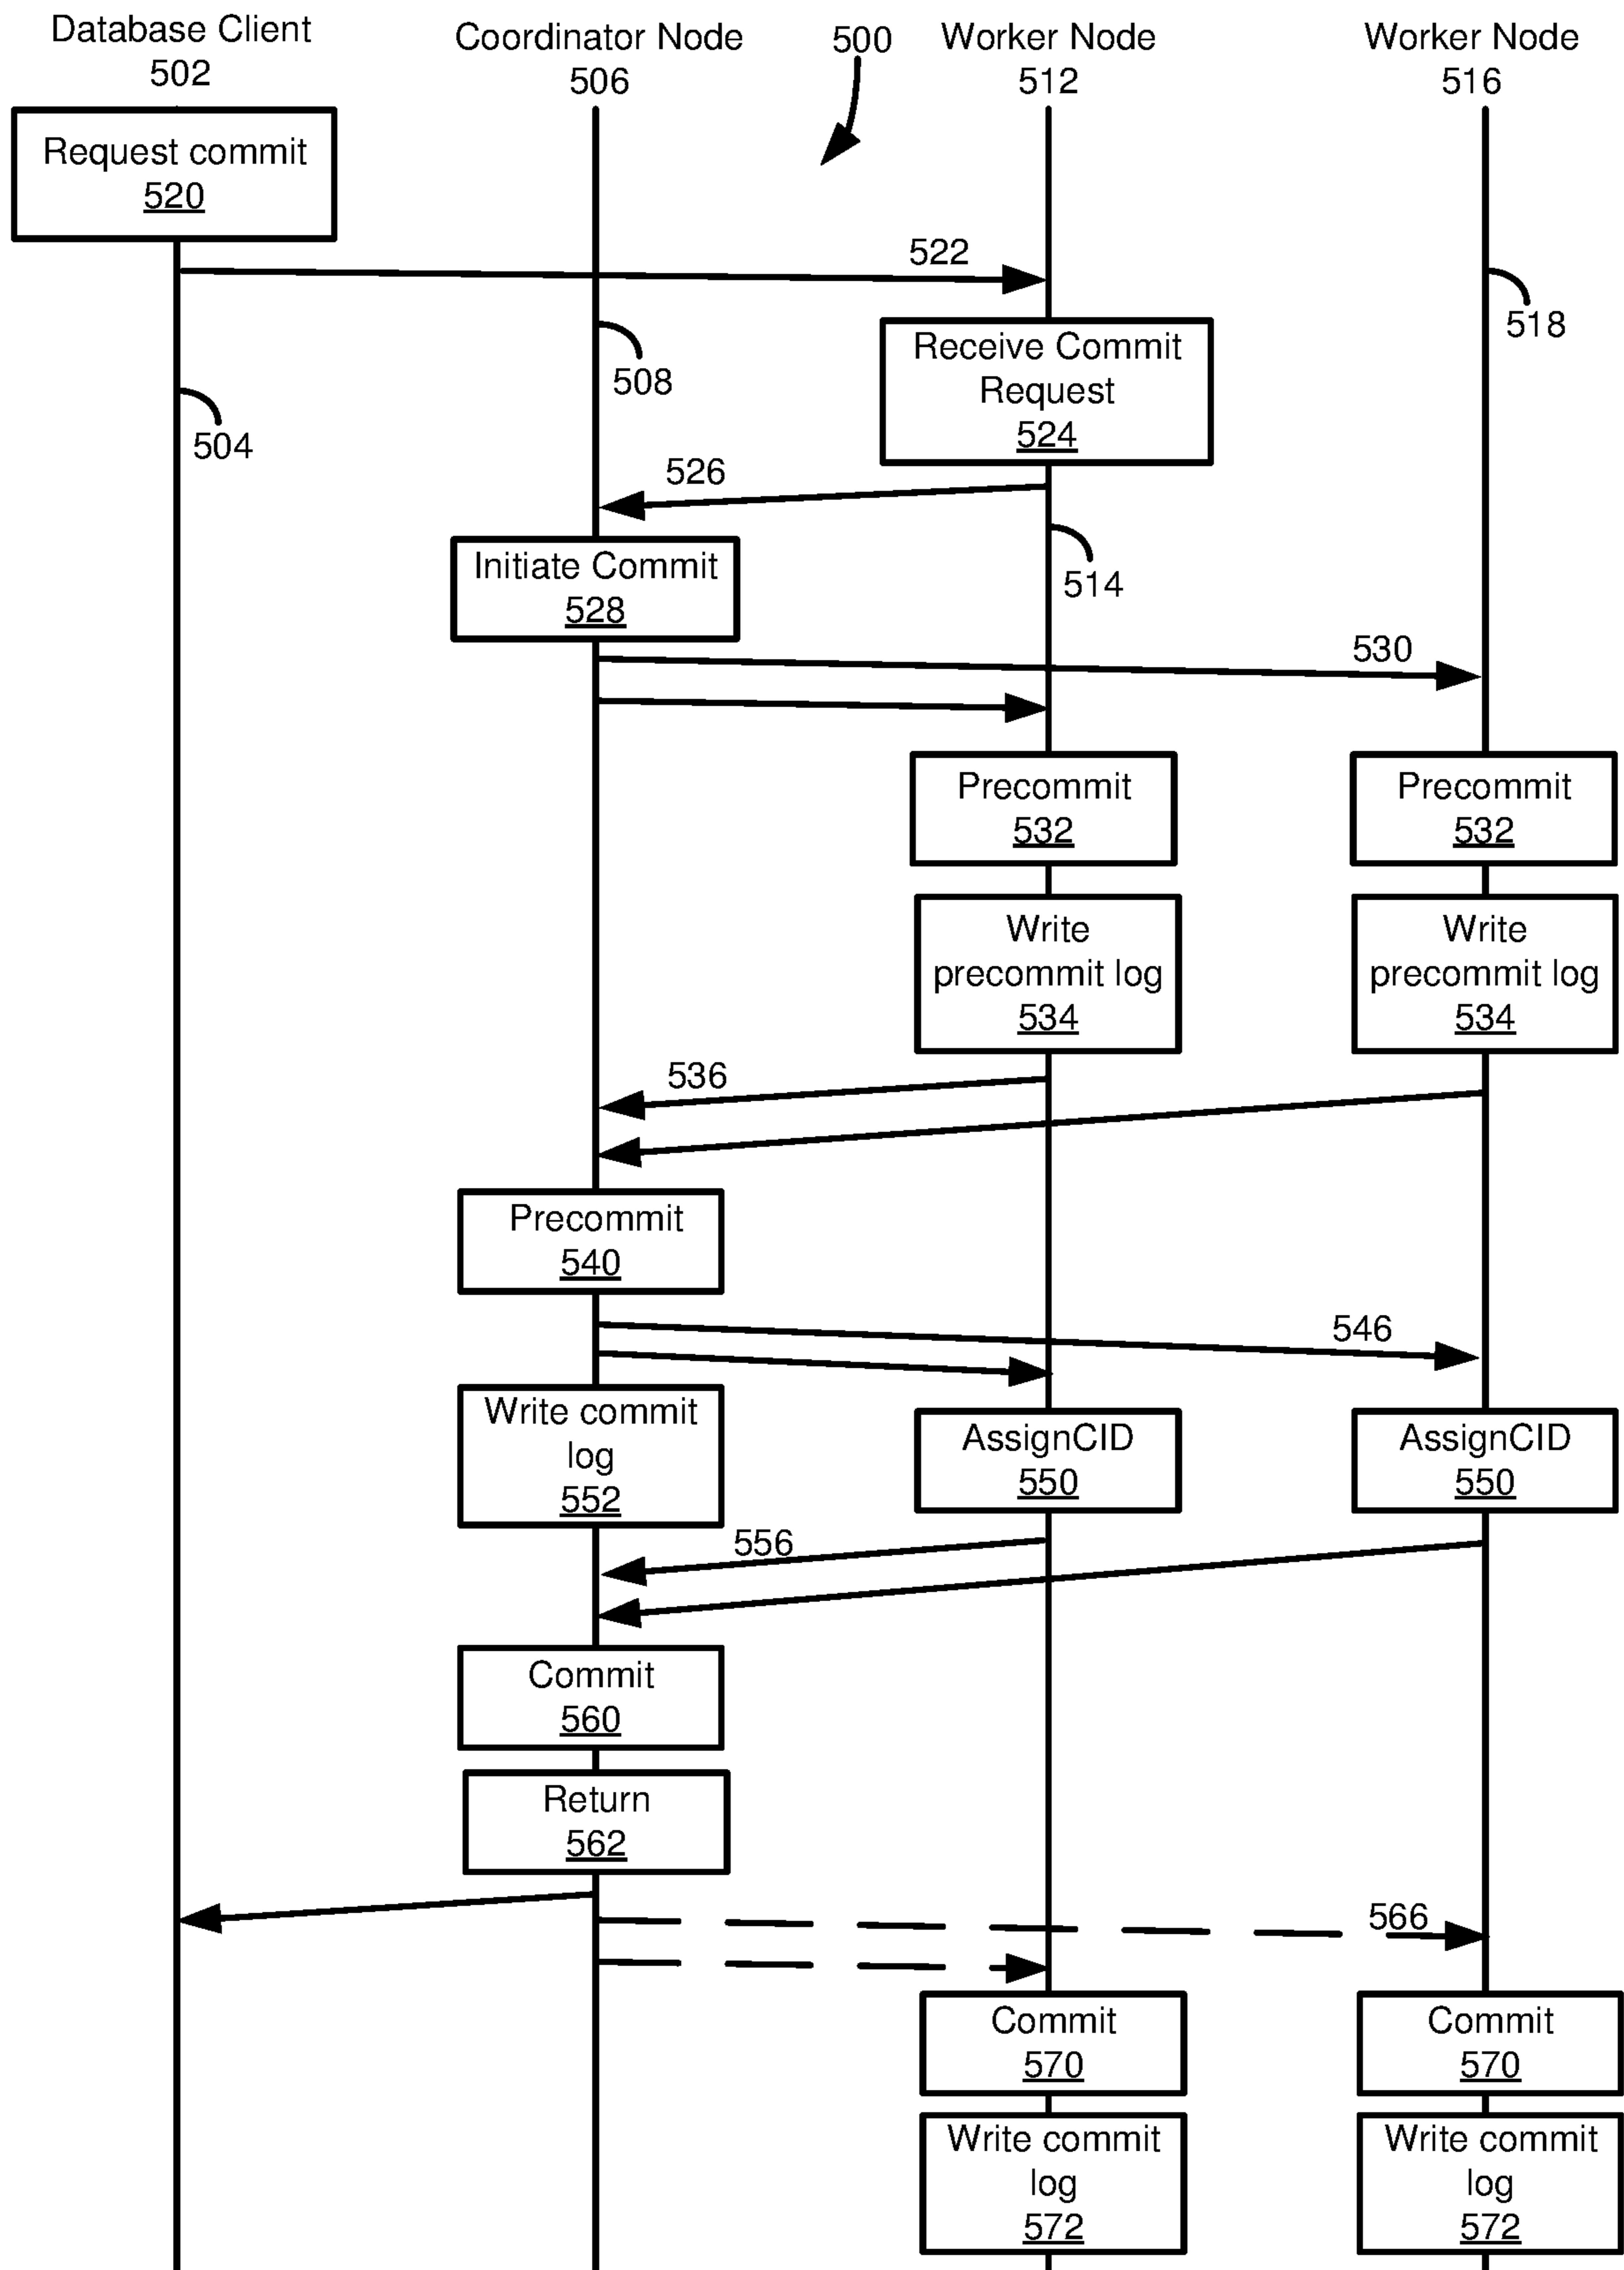 Database Client
502
Coordinator Node
506
500
Worker Node
512
Worker Node
516
Request commit
520
522
518
508
Receive Commit
Request
524
504
526
514
Initiate Commit
528
530
Precommit
532
Precommit
532
Write
precommit log
534
Write
precommit log
534
536
Precommit
540
546
Write commit
log
552
AssignCID
550
AssignCID
550
556
Commit
560
Return
562
566
Commit
570
Commit
570
Write commit
log
572
Write commit
log
572